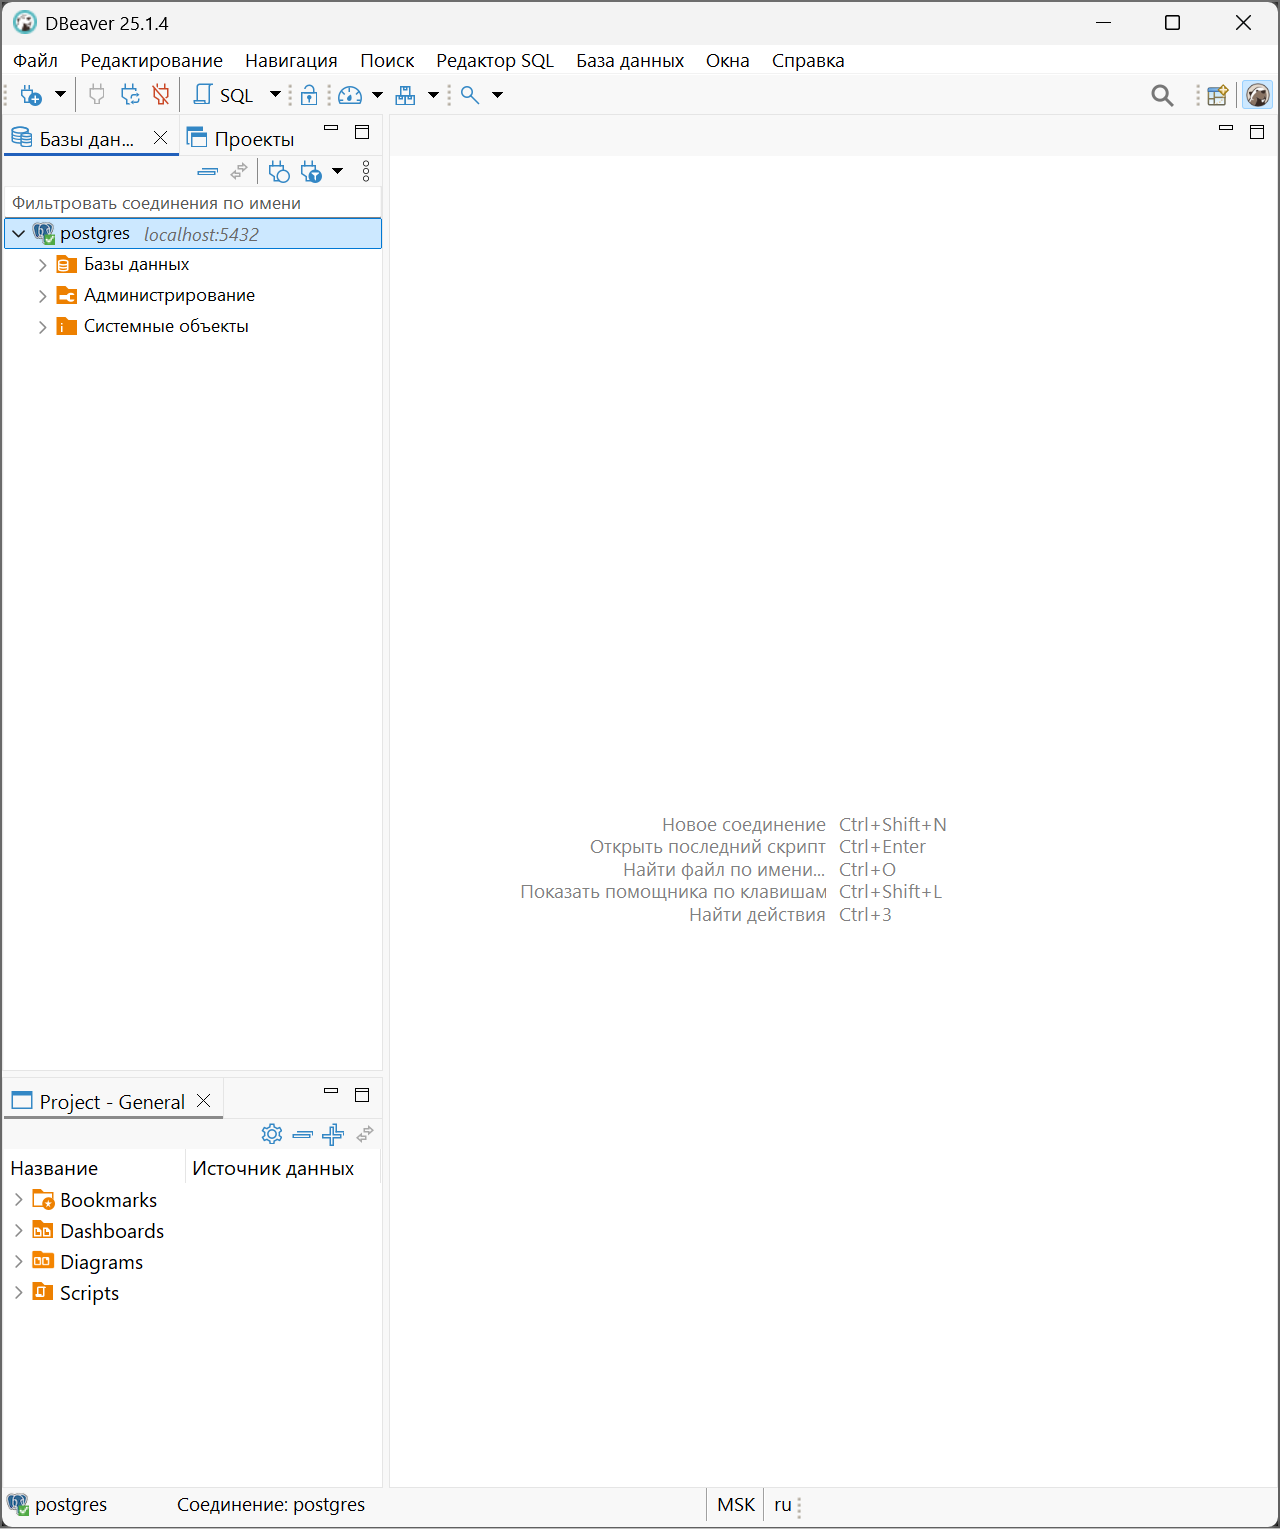 DBeaver 25.1.4
Файл Редактирование Навигация Поиск Редактор SQL База данных Окна Справка
SQL
Базы дан... Проекты
Фильтровать соединения по имени
postgres localhost:5432
Базы данных
Администрирование
Системные объекты
Новое соединение Ctrl+Shift+N
Открыть последний скрипт Ctrl+Enter
Найти файл по имени... Ctrl+O
Показать помощника по клавишам Ctrl+Shift+L
Найти действия Ctrl+3
Project - General
Название Источник данных
Bookmarks
Dashboards
Diagrams
Scripts
postgres Соединение: postgres MSK ru